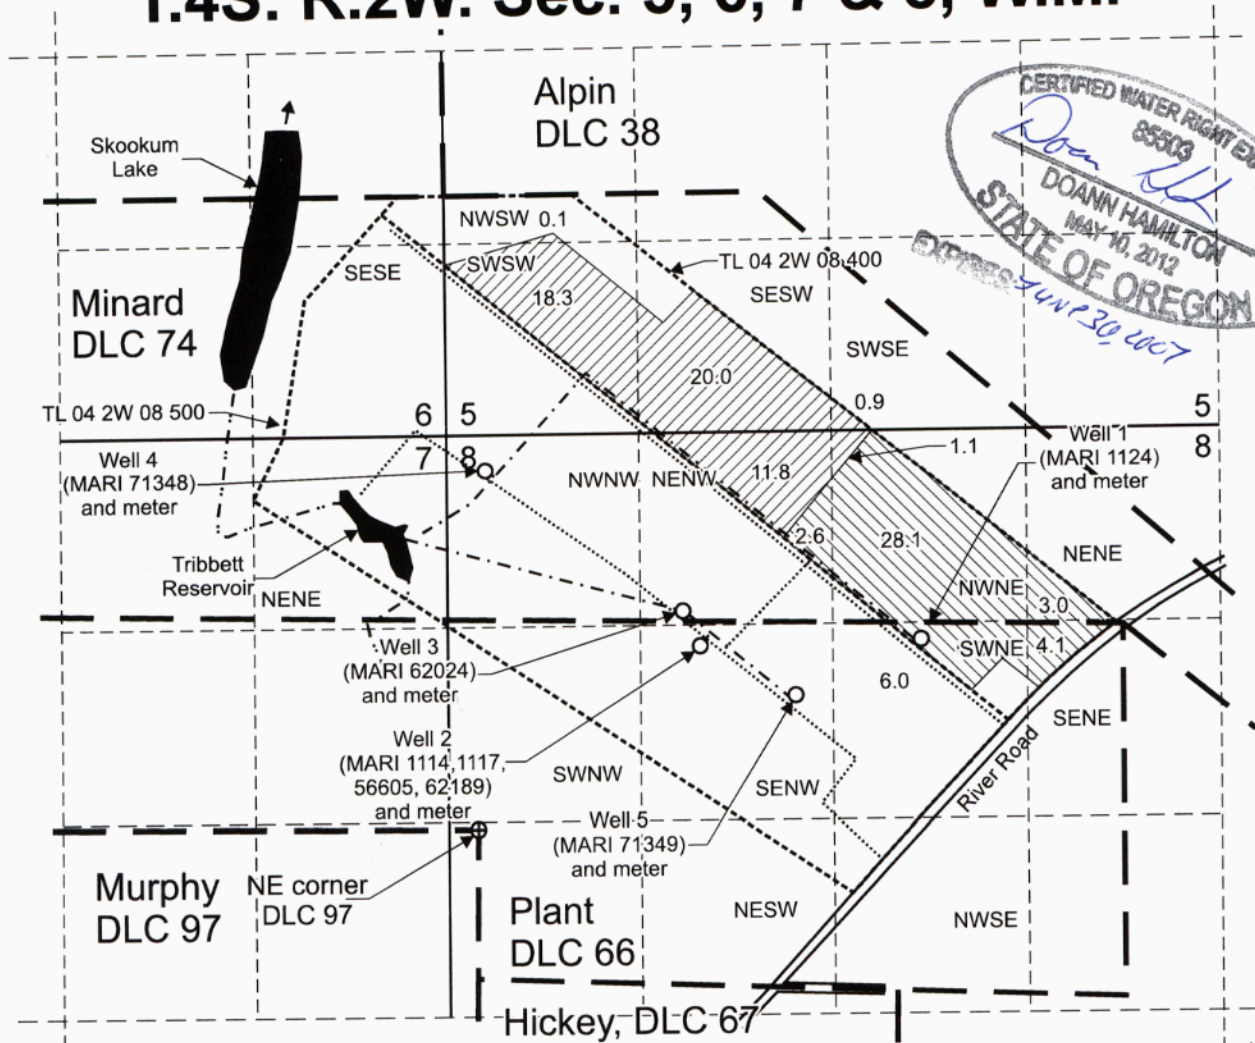 T.4S. R.2W. Sec. 5, 6, 7 & 8, W.M.
Alpin
DLC 38
Skookum
Lake
CERTIFIED WATER RIGHT
85503
DOANN HAMILTON
MAY 10, 2012
STATE OF OREGON
EXPIRES JUNE 30, 2007
NWSW 0.1
SWSW
SESE
TL 04 2W 08 400
SESW
18.3
Minard
DLC 74
SWSE
20.0
TL 04 2W 08 500
0.9
6 5
7 8
5
8
Well 4
(MARI 71348)
and meter
NWNW NENW
11.8
1.1
Well 1
(MARI 1124)
and meter
2.6
28.1
NENE
Tribbett
Reservoir
NENE
NWNE
3.0
SWNE 4.1
Well 3
(MARI 62024)
and meter
6.0
SENE
River Road
Well 2
(MARI 1114,1117,
56605, 62189)
and meter
SWNW
SENW
Well 5
(MARI 71349)
and meter
Murphy
DLC 97
NE corner
DLC 97
Plant
DLC 66
NESW
NWSE
Hickey, DLC 67